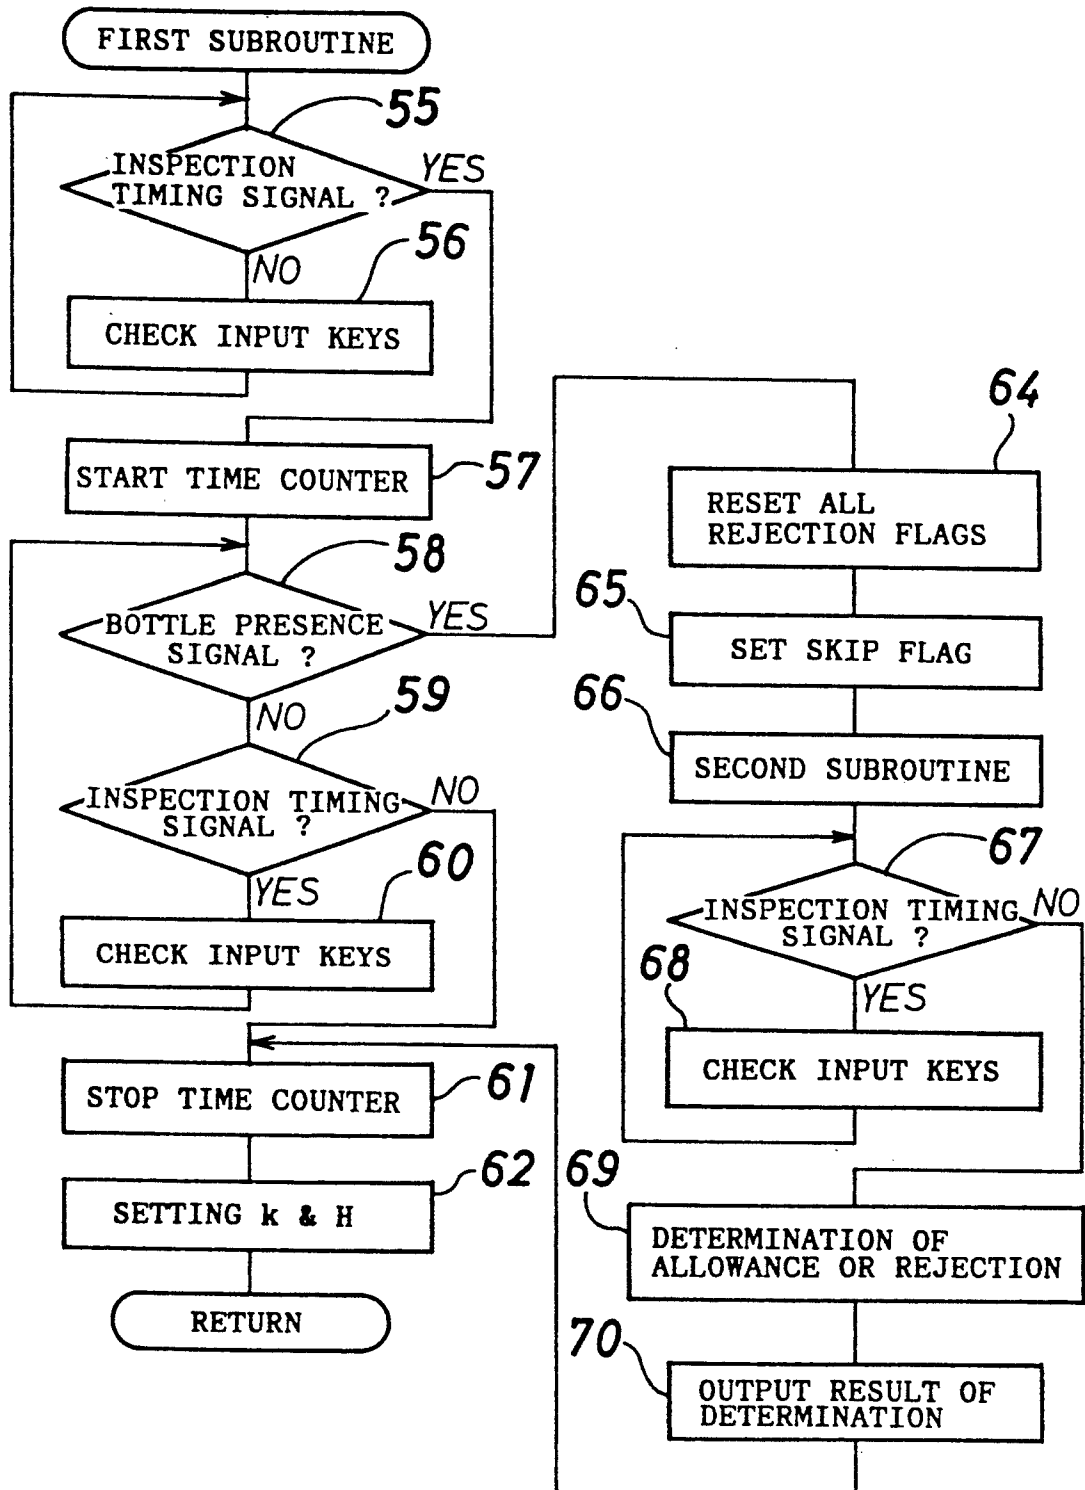 FIRST SUBROUTINE
55
INSPECTION
TIMING SIGNAL ?
YES
NO
56
CHECK INPUT KEYS
START TIME COUNTER
57
58
BOTTLE PRESENCE
SIGNAL ?
YES
NO
59
INSPECTION TIMING
SIGNAL ?
NO
YES
60
CHECK INPUT KEYS
STOP TIME COUNTER
61
SETTING k & H
62
RETURN
64
RESET ALL
REJECTION FLAGS
65
SET SKIP FLAG
66
SECOND SUBROUTINE
67
INSPECTION TIMING
SIGNAL ?
NO
YES
68
CHECK INPUT KEYS
69
DETERMINATION OF
ALLOWANCE OR REJECTION
70
OUTPUT RESULT OF
DETERMINATION